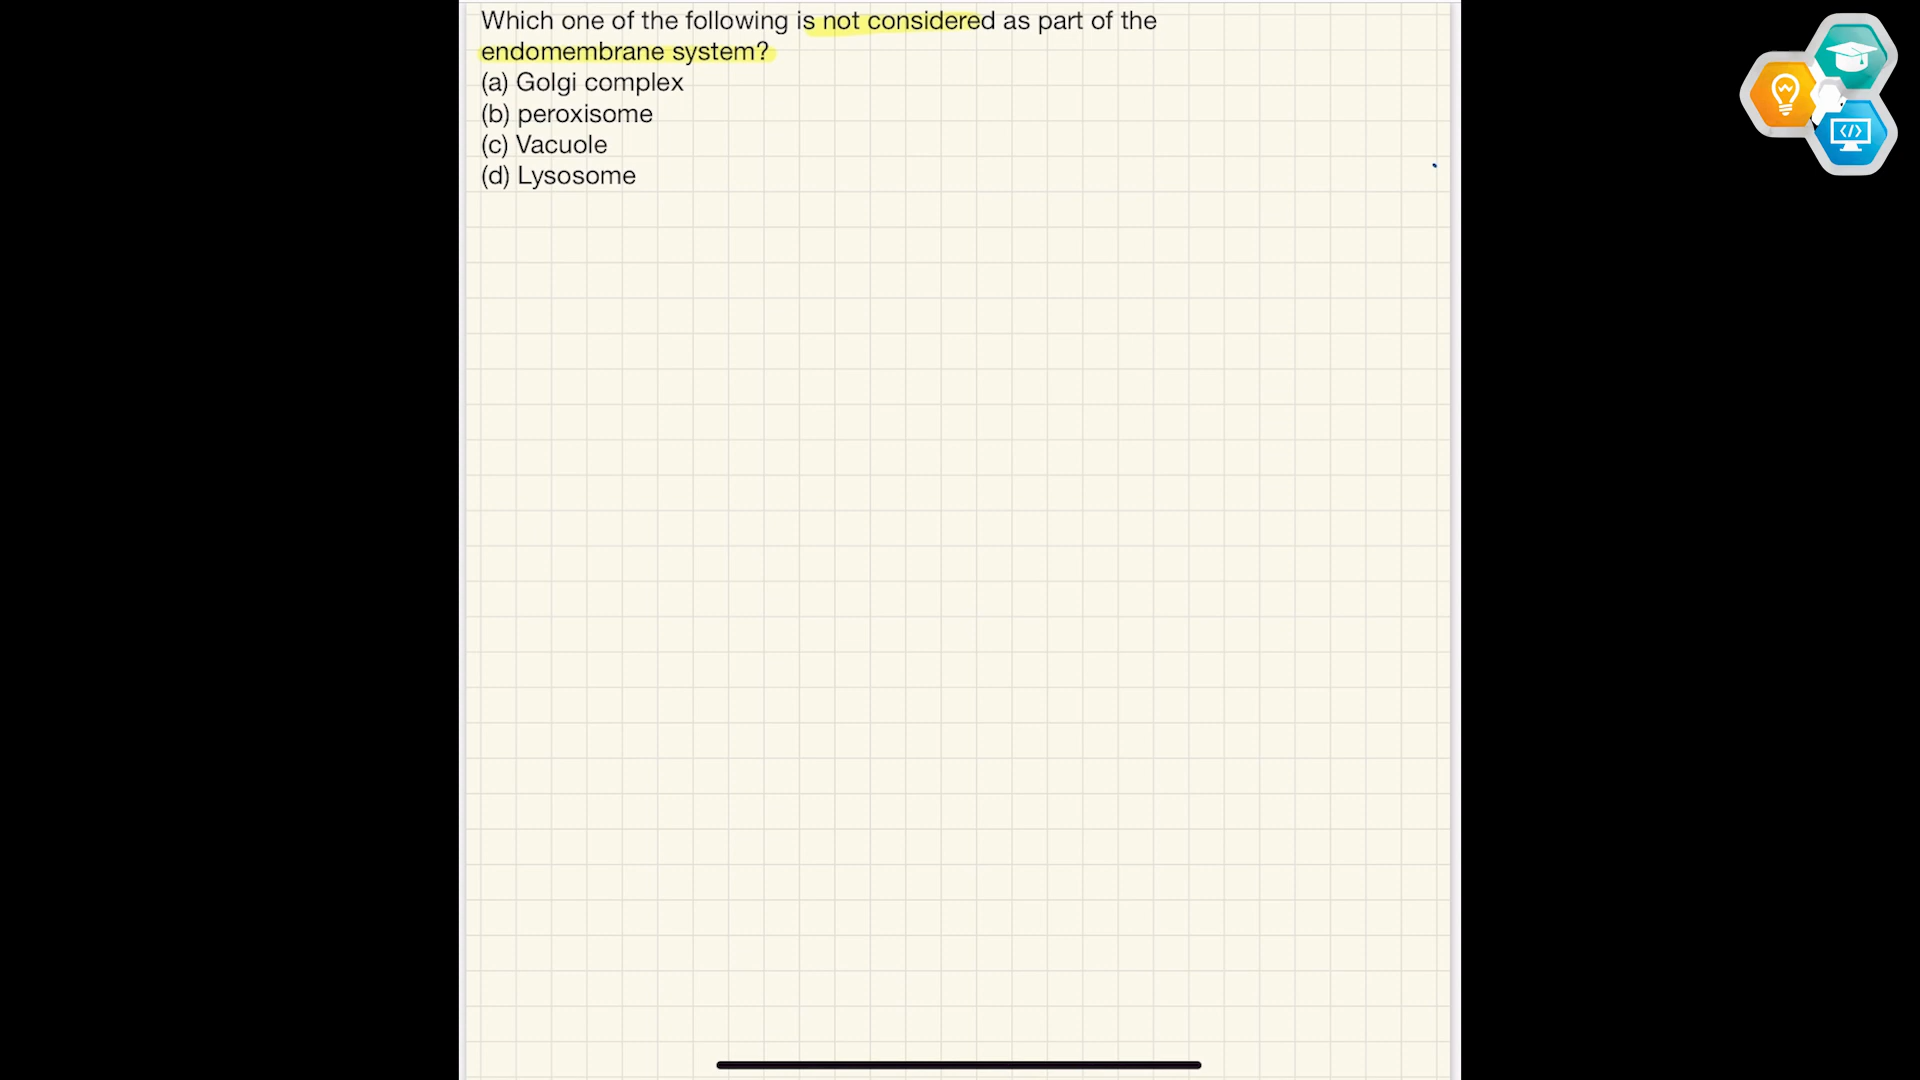 Which one of the following is not considered as part of the
endomembrane system?
(a) Golgi complex
(b) peroxisome
(c) Vacuole
(d) Lysosome